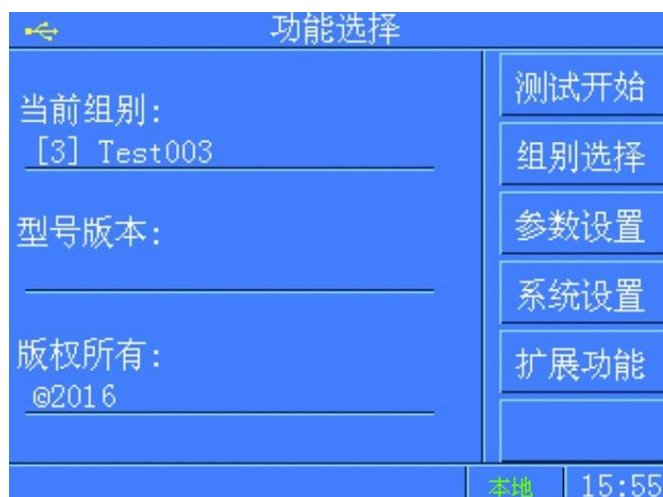 功能选择
当前组别:
[3] Test003
型号版本:
版权所有:
©2016
测试开始
组别选择
参数设置
系统设置
扩展功能
本地
15:55